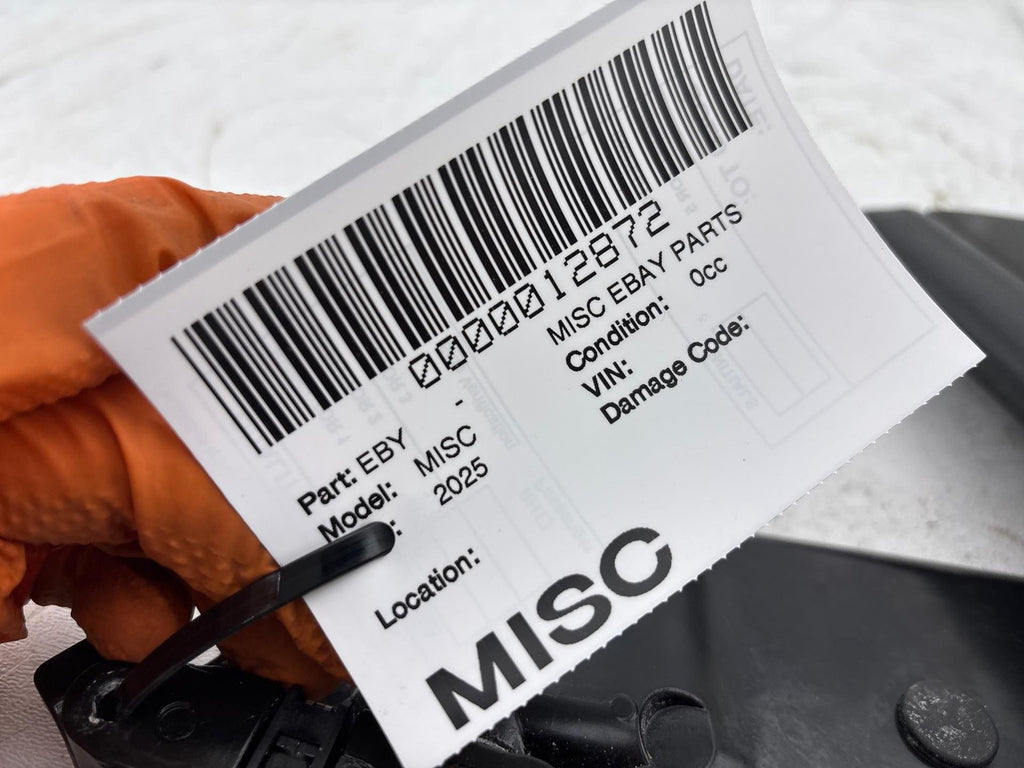 0000012872
Part: EBY - MISC EBAY PARTS
Model: MISC Condition: 0cc
: 2025 VIN:
Damage Code:
Location:
MISC